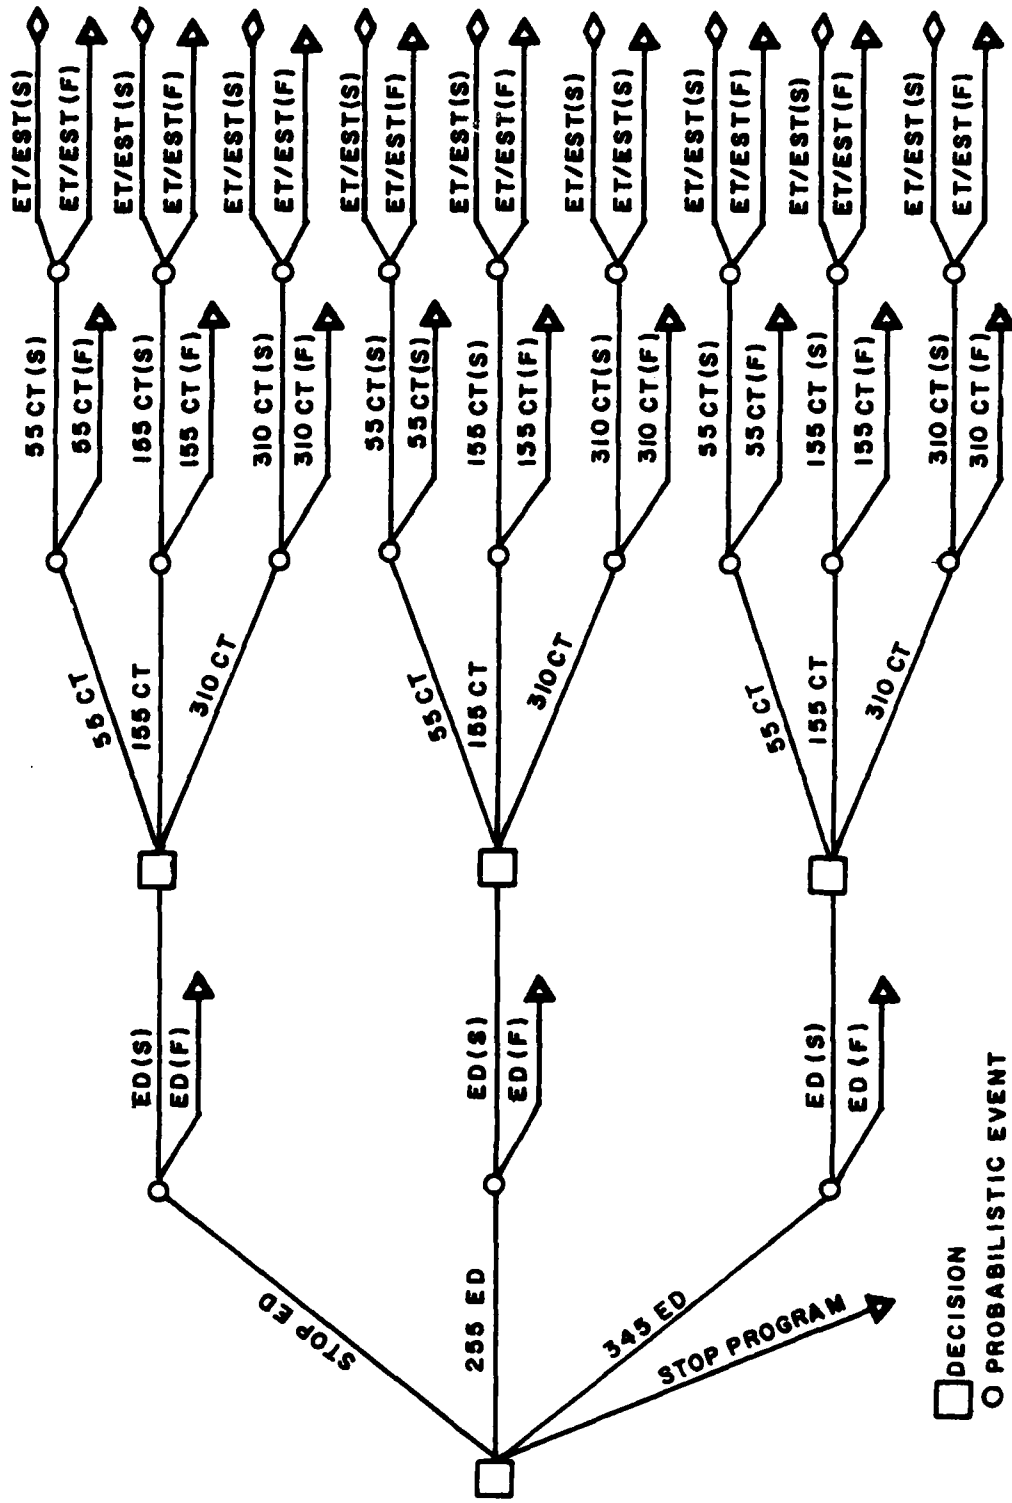 STOP ED
255 ED
345 ED
STOP PROGRAM
ED(S)
ED(F)
ED(S)
ED(F)
ED(S)
ED(F)
55 CT
155 CT
310 CT
55 CT
155 CT
310 CT
55 CT
155 CT
310 CT
55 CT(S)
55 CT(F)
155 CT(S)
155 CT(F)
310 CT(S)
310 CT(F)
55 CT(S)
55 CT(S)
155 CT(S)
155 CT(F)
310 CT(S)
310 CT(F)
55 CT(S)
55 CT(F)
155 CT (S)
155 CT(F)
310 CT(S)
310 CT(F)
ET/EST(S)
ET/EST(F)
ET/EST(S)
ET/EST(F)
ET/EST(S)
ET/EST(F)
ET/EST(S)
ET/EST(F)
ET/EST(S)
ET/EST(F)
ET/EST(S)
ET/EST(S)
ET/EST(S)
ET/EST(F)
ET/EST(S)
ET/EST(F)
ET/EST(S)
ET/EST(F)
DECISION
PROBABILISTIC EVENT